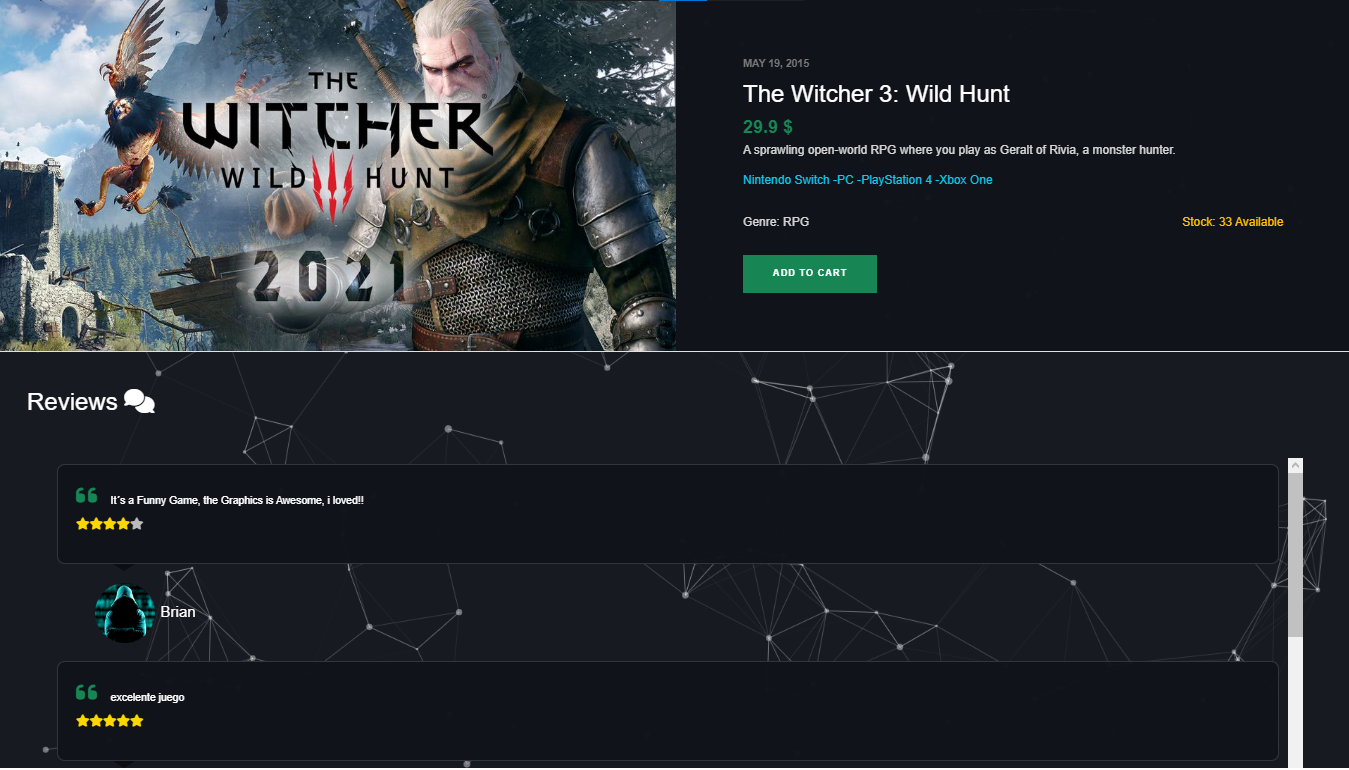 THE
WITCHER
WILD HUNT
2021
MAY 19, 2015
The Witcher 3: Wild Hunt
29.9 $
A sprawling open-world RPG where you play as Geralt of Rivia, a monster hunter.
Nintendo Switch -PC -PlayStation 4 -Xbox One
Genre: RPG Stock: 33 Available
ADD TO CART
Reviews
It´s a Funny Game, the Graphics is Awesome, i loved!!
Brian
excelente juego